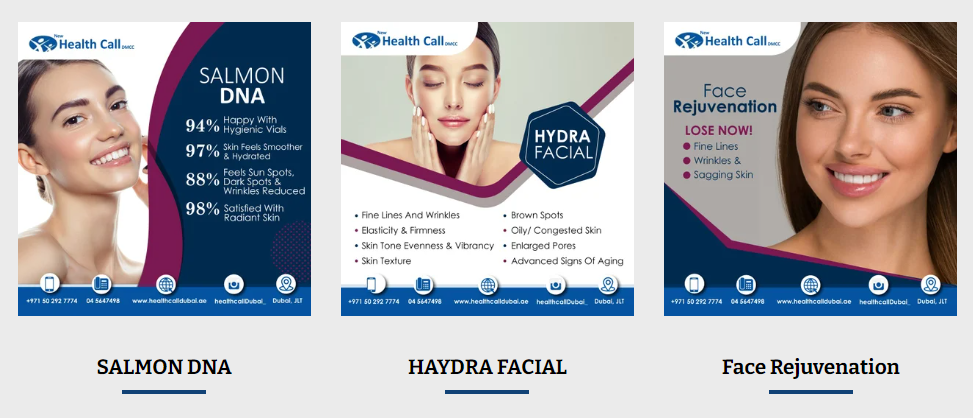 New
Health Call DMCC
SALMON
DNA
94% Happy With
Hygienic Vials
97% Skin Feels Smoother
& Hydrated
88% Feels Sun Spots,
Dark Spots &
Wrinkles Reduced
98% Satisfied With
Radiant Skin
+971 50 292 7774 04 5647498 www.healthcalldubai.ae healthcallDubai_ Dubai, JLT
SALMON DNA
New
Health Call DMCC
HYDRA
FACIAL
• Fine Lines And Wrinkles
• Elasticity & Firmness
• Skin Tone Evenness & Vibrancy
• Skin Texture
• Brown Spots
• Oily/ Congested Skin
• Enlarged Pores
• Advanced Signs Of Aging
+971 50 292 7774 04 5647498 www.healthcalldubai.ae healthcallDubai_ Dubai, JLT
HAYDRA FACIAL
New
Health Call DMCC
Face
Rejuvenation
LOSE NOW!
Fine Lines
Wrinkles &
Sagging Skin
+971 50 292 7774 04 5647498 www.healthcalldubai.ae healthcallDubai_ Dubai, JLT
Face Rejuvenation